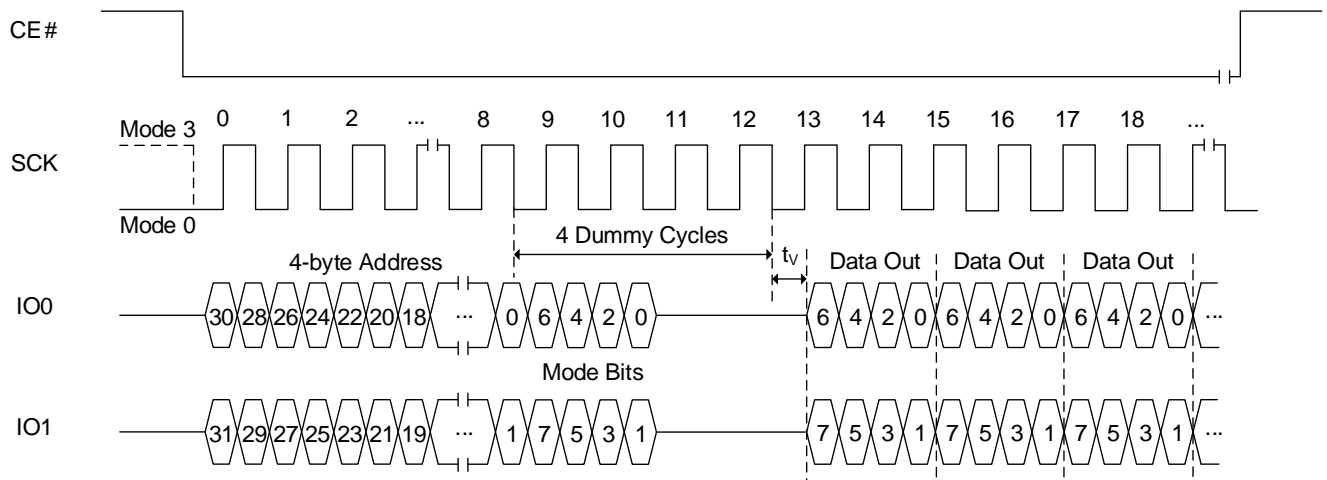 CE#
0 1 2 ... 8 9 10 11 12 13 14 15 16 17 18 ...
Mode 3
SCK
Mode 0
4 Dummy Cycles
tV
4-byte Address
Data Out Data Out Data Out
IO0
30 28 26 24 22 20 18 ... 0 6 4 2 0 6 4 2 0 6 4 2 0 6 4 2 0 ...
Mode Bits
IO1
31 29 27 25 23 21 19 ... 1 7 5 3 1 7 5 3 1 7 5 3 1 7 5 3 1 ...